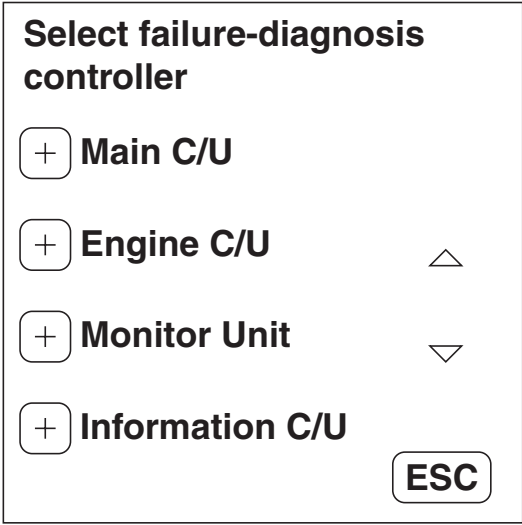 Select failure-diagnosis
controller
+ Main C/U
+ Engine C/U
+ Monitor Unit
+ Information C/U
ESC